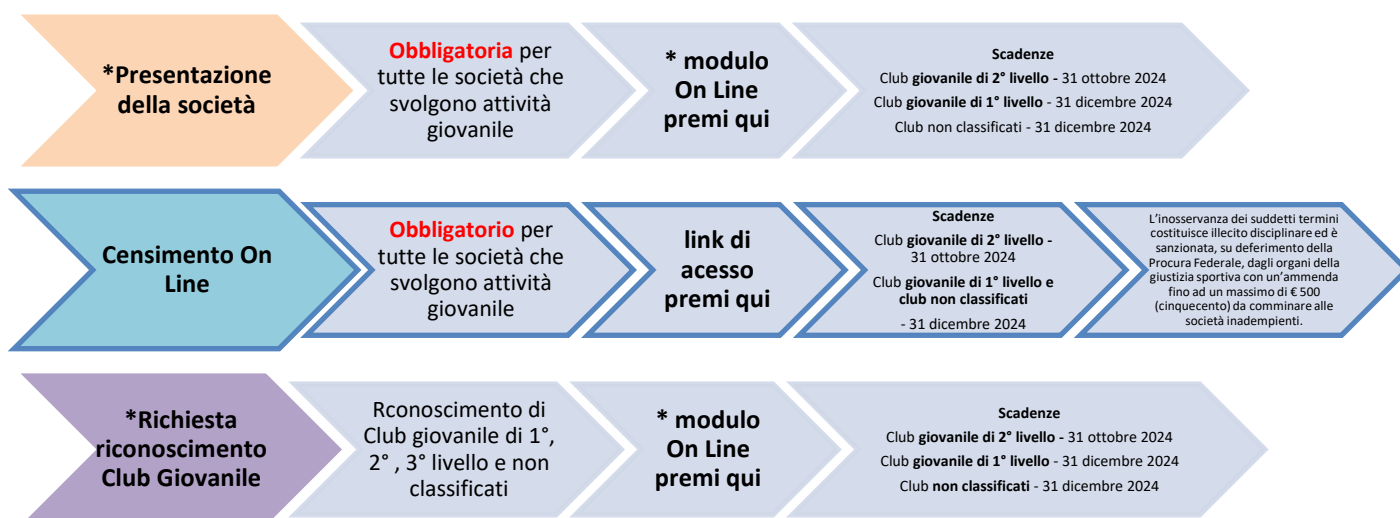 *Presentazione
della società
Obbligatoria per
tutte le società che
svolgono attività
giovanile
* modulo
On Line
premi qui
Scadenze
Club giovanile di 2° livello - 31 ottobre 2024
Club giovanile di 1° livello - 31 dicembre 2024
Club non classificati - 31 dicembre 2024
Censimento On
Line
Obbligatorio per
tutte le società che
svolgono attività
giovanile
link di
acesso
premi qui
Scadenze
Club giovanile di 2° livello -
31 ottobre 2024
Club giovanile di 1° livello e
club non classificati
- 31 dicembre 2024
L'inosservanza dei suddetti termini
costituisce illecito disciplinare ed è
sanzionata, su deferimento della
Procura Federale, dagli organi della
giustizia sportiva con un'ammenda
fino ad un massimo di € 500
(cinquecento) da comminare alle
società inadempienti.
*Richiesta
riconoscimento
Club Giovanile
Rconoscimento di
Club giovanile di 1°,
2° , 3° livello e non
classificati
* modulo
On Line
premi qui
Scadenze
Club giovanile di 2° livello - 31 ottobre 2024
Club giovanile di 1° livello - 31 dicembre 2024
Club non classificati - 31 dicembre 2024